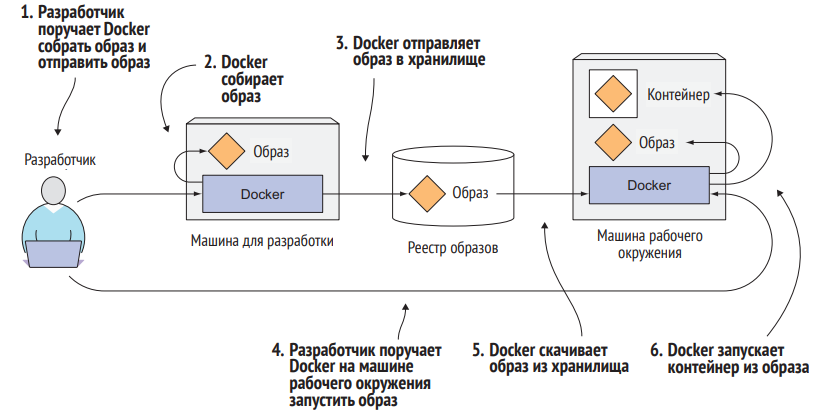 1. Разработчик
поручает Docker
собрать образ и
отправить образ
2. Docker
собирает
образ
3. Docker отправляет
образ в хранилище
Контейнер
Образ
Docker
Машина рабочего
окружения
Разработчик
Образ
Docker
Машина для разработки
Образ
Реестр образов
4. Разработчик поручает
Docker на машине
рабочего окружения
запустить образ
5. Docker скачивает
образ из хранилища
6. Docker запускает
контейнер из образа